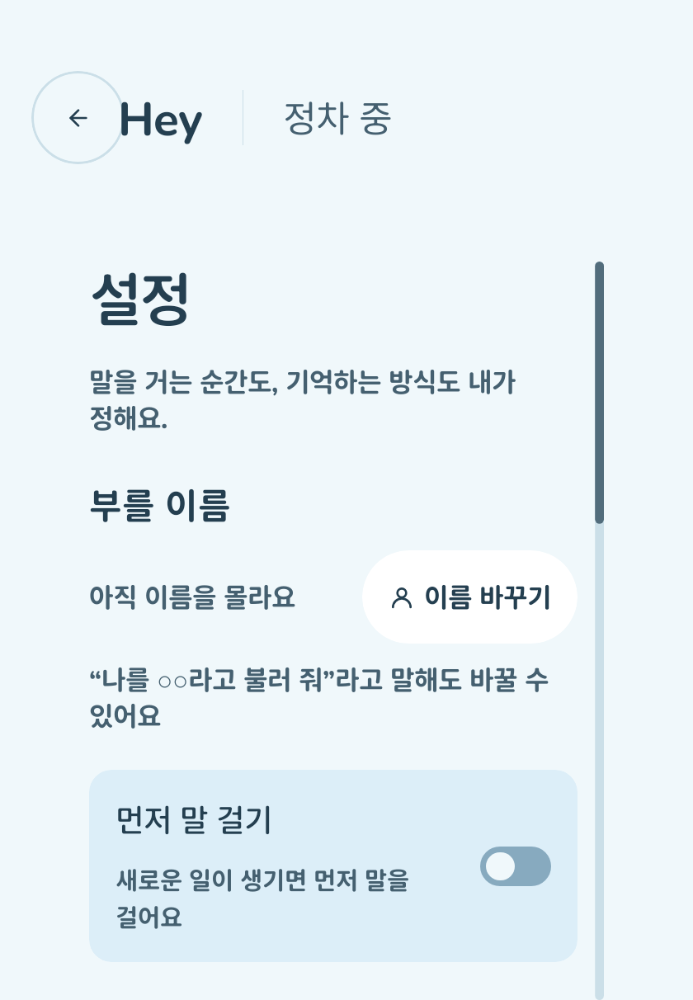 Hey
정차 중
설정
말을 거는 순간도, 기억하는 방식도 내가
정해요.
부를 이름
아직 이름을 몰라요
이름 바꾸기
“나를 ○○라고 불러 줘”라고 말해도 바꿀 수
있어요
먼저 말 걸기
새로운 일이 생기면 먼저 말을
걸어요